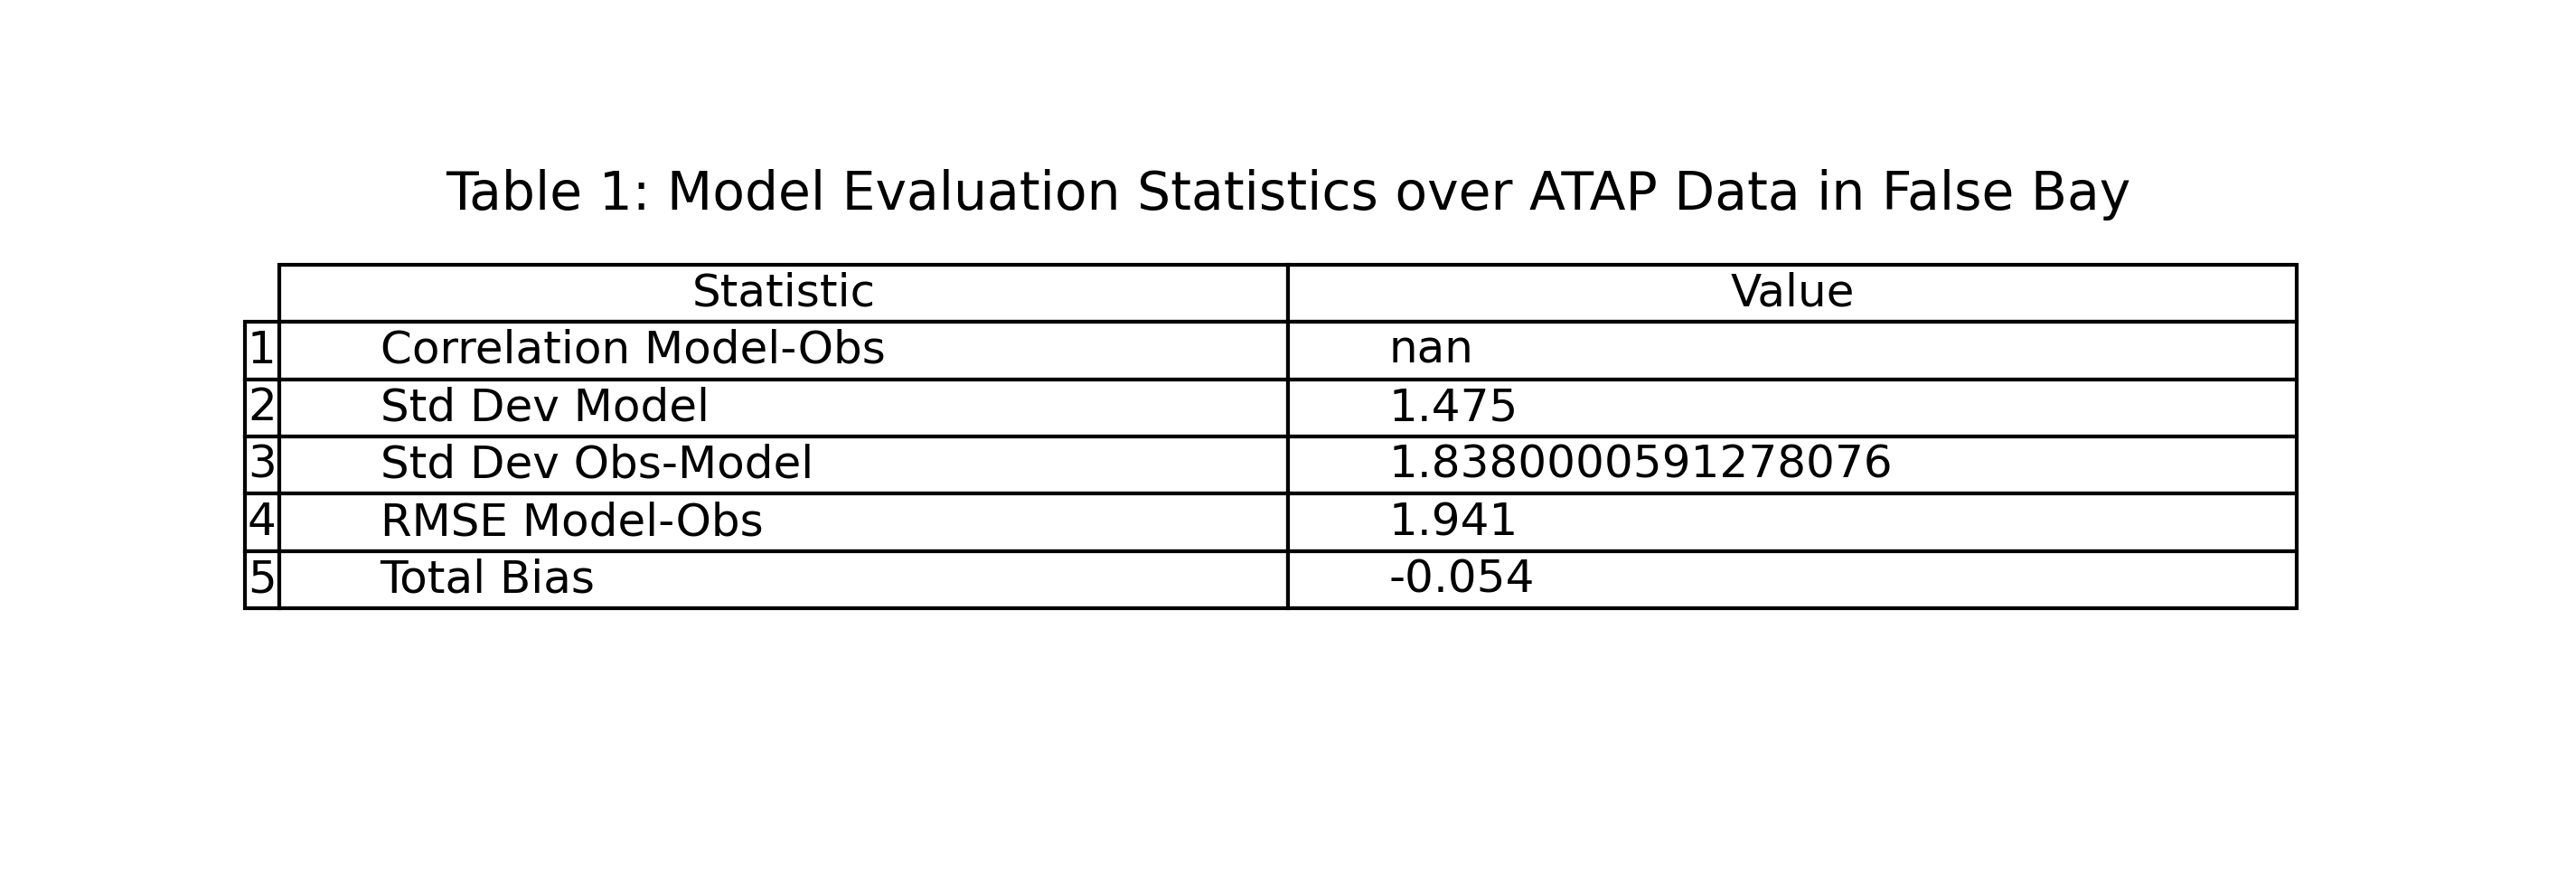 Table 1: Model Evaluation Statistics over ATAP Data in False Bay
Statistic Value
1 Correlation Model-Obs nan
2 Std Dev Model 1.475
3 Std Dev Obs-Model 1.8380000591278076
4 RMSE Model-Obs 1.941
5 Total Bias -0.054